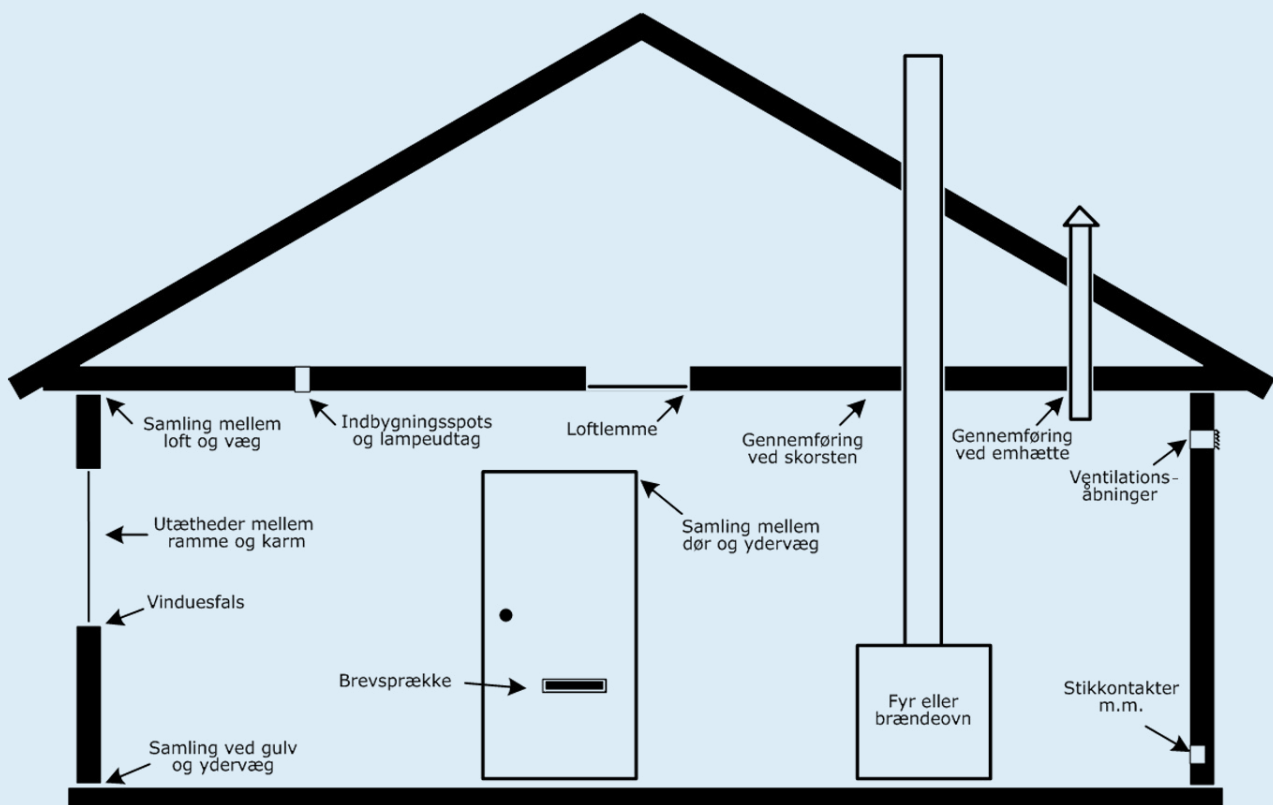 Samling mellem
loft og væg
Indbygningsspots
og lampeudtag
Loftlemme
Gennemføring
ved skorsten
Gennemføring
ved emhætte
Ventilations-
åbninger
Utætheder mellem
ramme og karm
Samling mellem
dør og ydervæg
Vinduesfals
Brevsprække
Fyr eller
brændeovn
Stikkontakter
m.m.
Samling ved gulv
og ydervæg